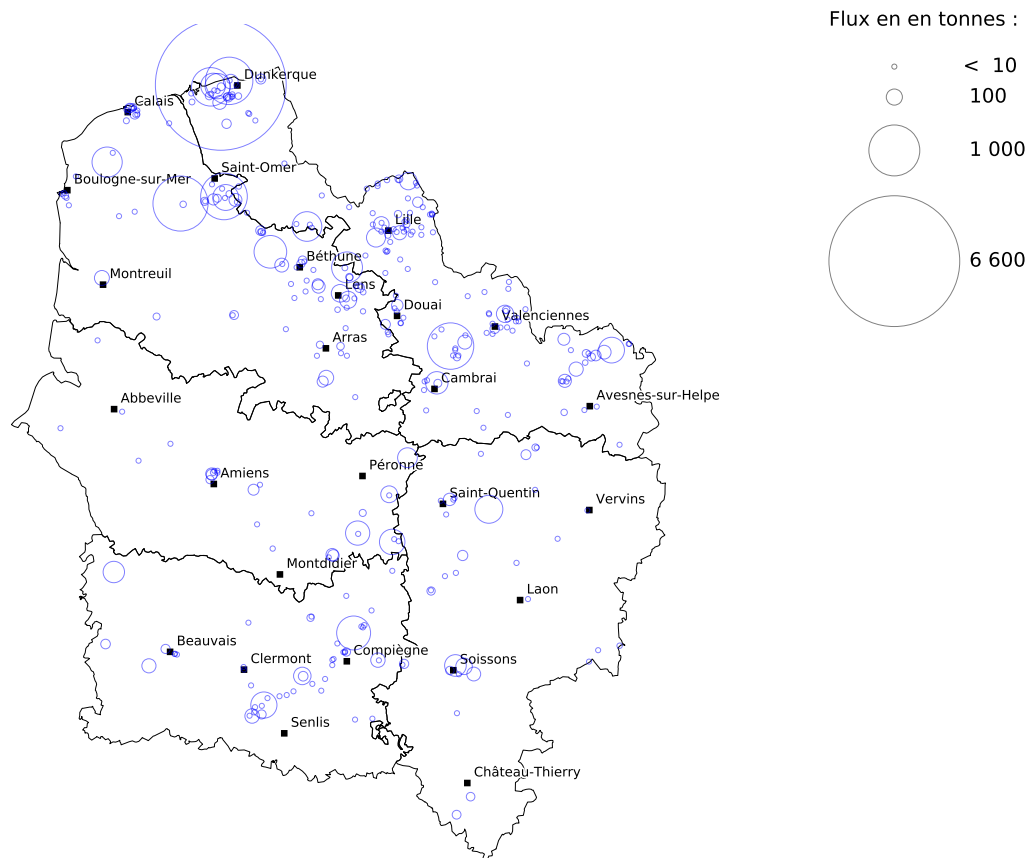 Flux en en tonnes :
< 10
100
1 000
6 600
Dunkerque
Calais
Saint-Omer
Boulogne-sur-Mer
Lille
Béthune
Montreuil
Lens
Douai
Valenciennes
Arras
Cambrai
Avesnes-sur-Helpe
Abbeville
Péronne
Amiens
Saint-Quentin
Vervins
Montdidier
Laon
Beauvais
Compiègne
Clermont
Soissons
Senlis
Château-Thierry